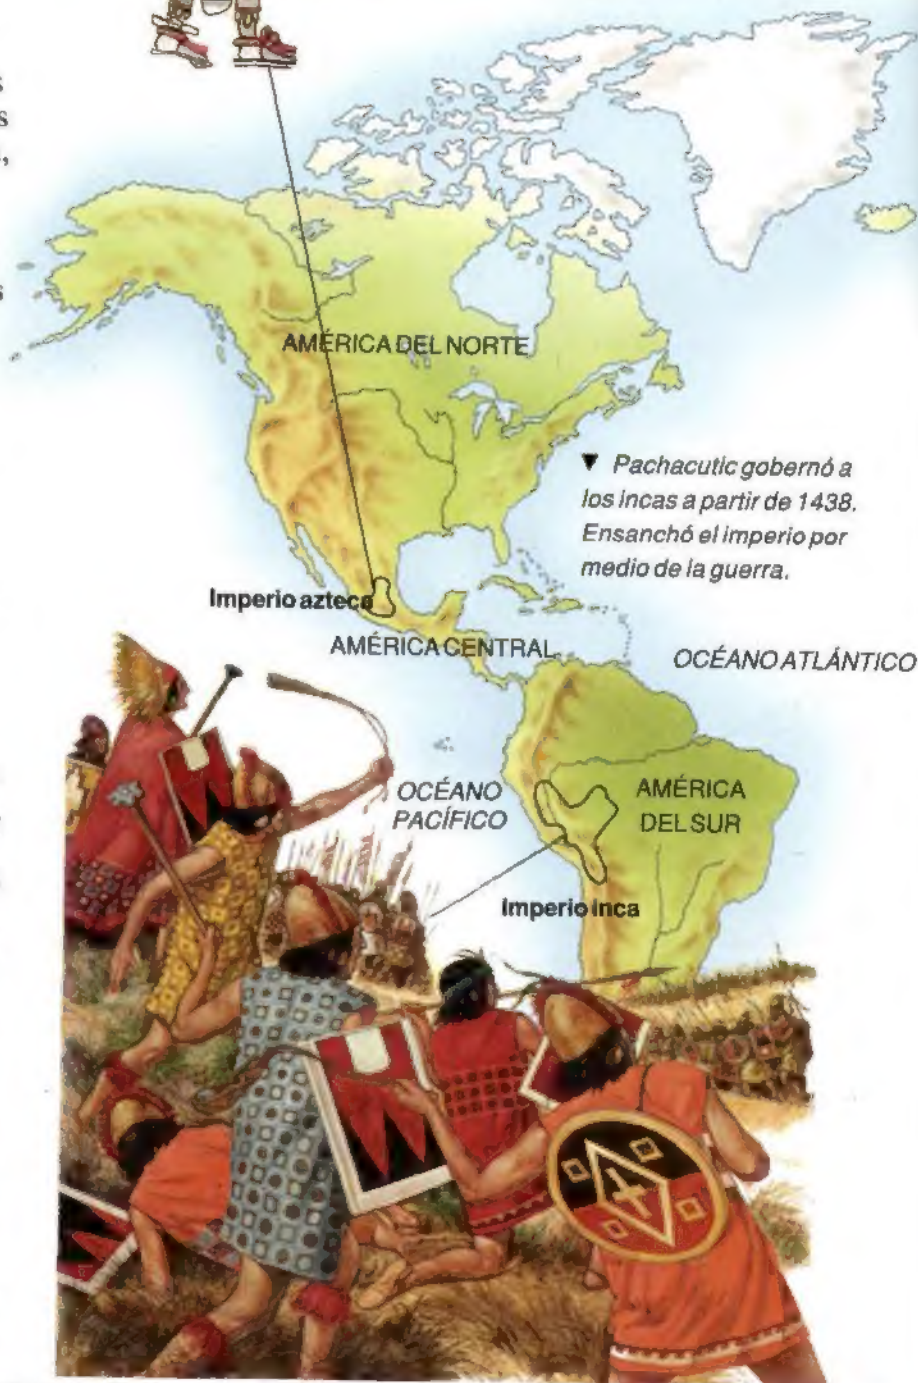 AMÉRICA DEL NORTE
▼ Pachacutic gobernó a
los incas a partir de 1438.
Ensanchó el imperio por
medio de la guerra.
Imperio azteca
AMÉRICA CENTRAL
OCÉANO ATLÁNTICO
OCÉANO
PACÍFICO
AMÉRICA
DEL SUR
Imperio inca